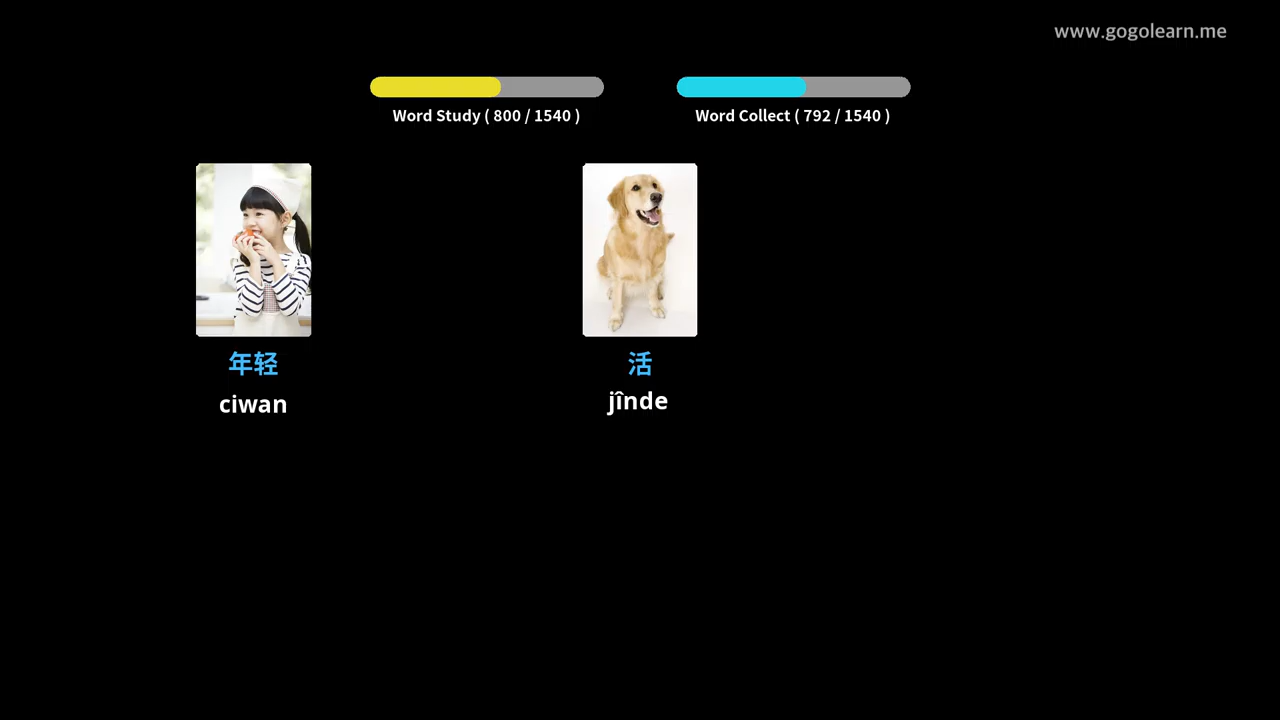 www.gogolearn.me
Word Study ( 800 / 1540 )
Word Collect ( 792 / 1540 )
年轻
活
ciwan
jînde